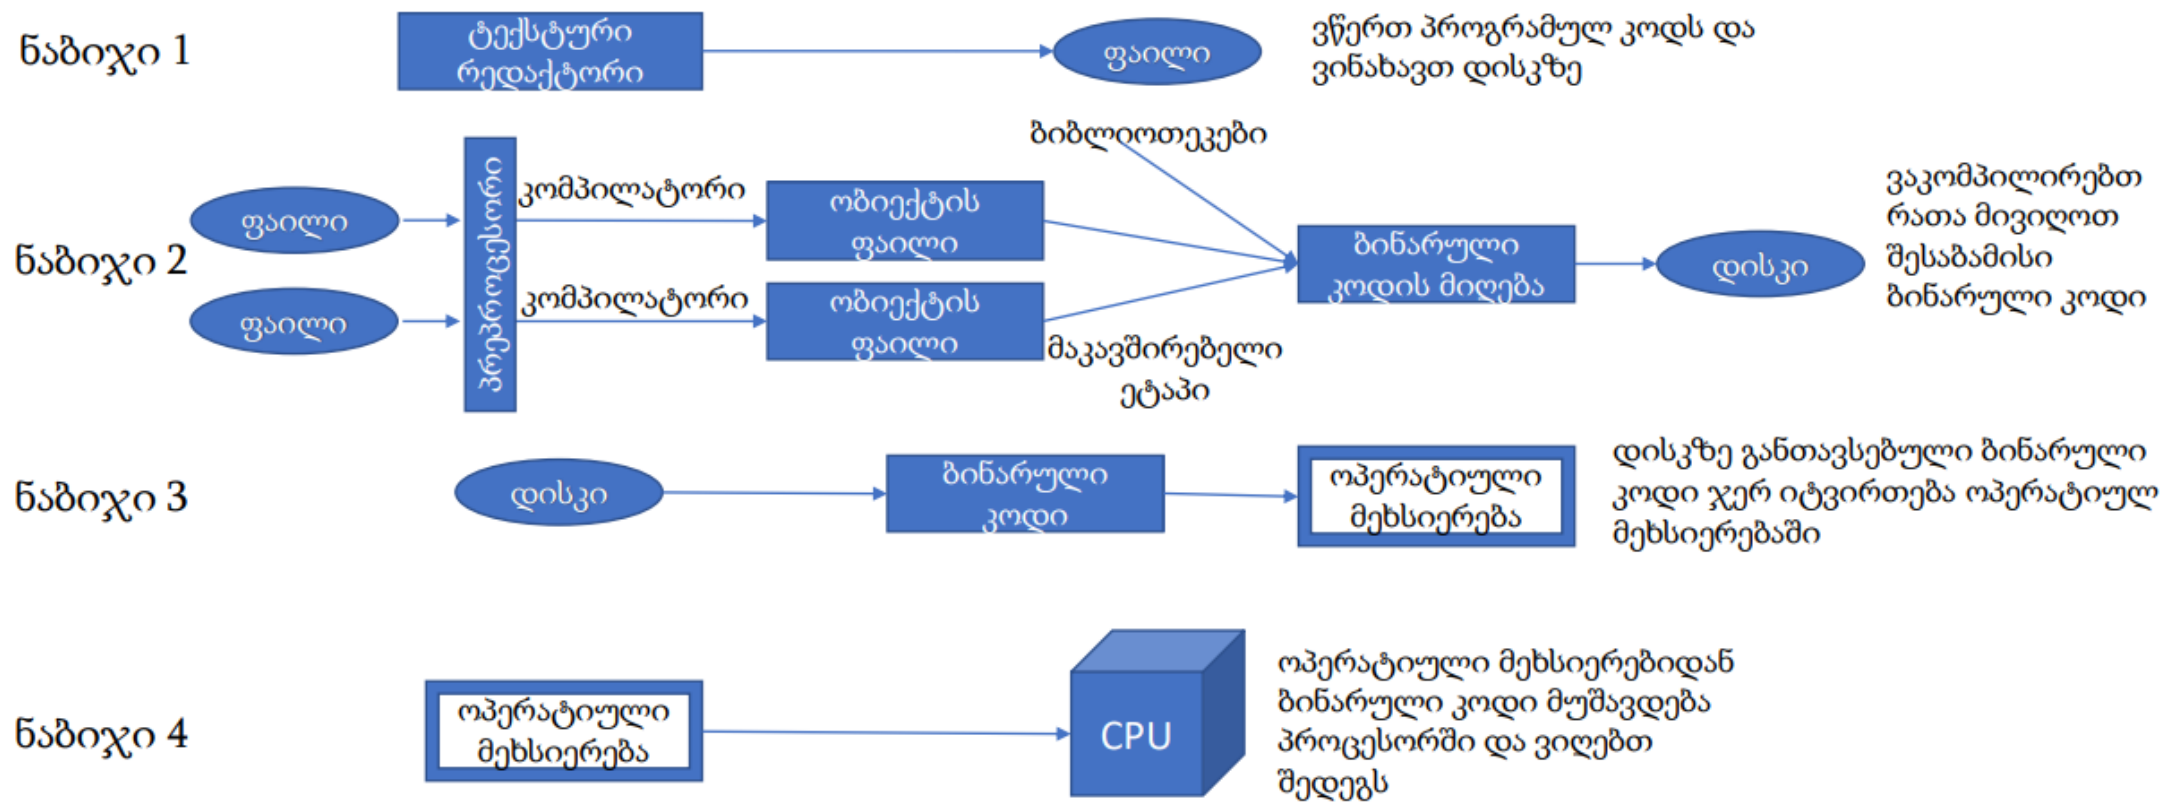 ნაბიჯი 1
ტექსტური
რედაქტორი
ფაილი
ვწერთ პროგრამულ კოდს და
ვინახავთ დისკზე
ნაბიჯი 2
ფაილი
ფაილი
პრეპროცესორი
კომპილატორი
კომპილატორი
ობიექტის
ფაილი
ობიექტის
ფაილი
ბიბლიოთეკები
მაკავშირებელი
ეტაპი
ბინარული
კოდის მიღება
დისკი
ვაკომპილირებთ
რათა მივიღოთ
შესაბამისი
ბინარული კოდი
ნაბიჯი 3
დისკი
ბინარული
კოდი
ოპერატიული
მეხსიერება
დისკზე განთავსებული ბინარული
კოდი ჯერ იტვირთება ოპერატიულ
მეხსიერებაში
ნაბიჯი 4
ოპერატიული
მეხსიერება
CPU
ოპერატიული მეხსიერებიდან
ბინარული კოდი მუშავდება
პროცესორში და ვიღებთ
შედეგს